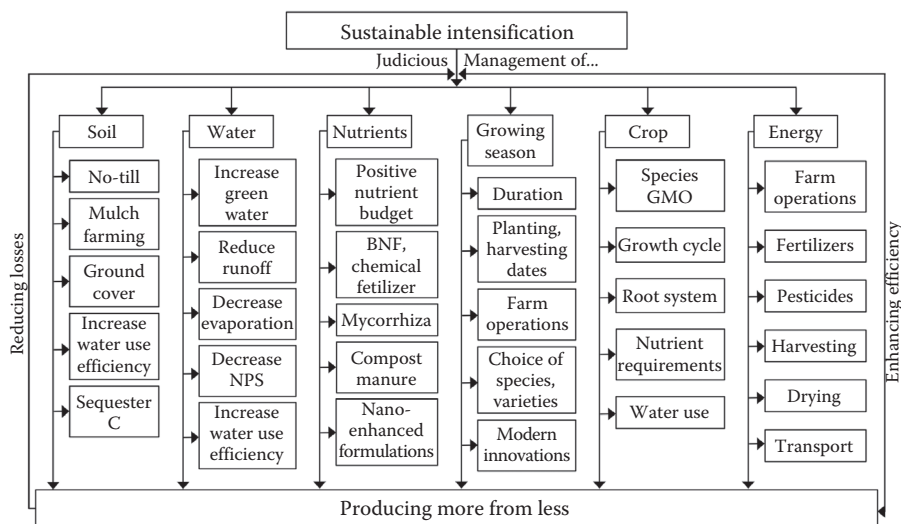 Sustainable intensification
Judicious Management of...
Soil
No-till
Mulch
farming
Ground
cover
Increase
water use
efficiency
Sequester
C
Water
Increase
green
water
Reduce
runoff
Decrease
evaporation
Decrease
NPS
Increase
water use
efficiency
Nutrients
Positive
nutrient
budget
BNF,
chemical
fetilizer
Mycorrhiza
Compost
manure
Nano-
enhanced
formulations
Growing
season
Duration
Planting,
harvesting
dates
Farm
operations
Choice of
species,
varieties
Modern
innovations
Crop
Species
GMO
Growth cycle
Root system
Nutrient
requirements
Water use
Energy
Farm
operations
Fertilizers
Pesticides
Harvesting
Drying
Transport
Reducing losses
Enhancing efficiency
Producing more from less